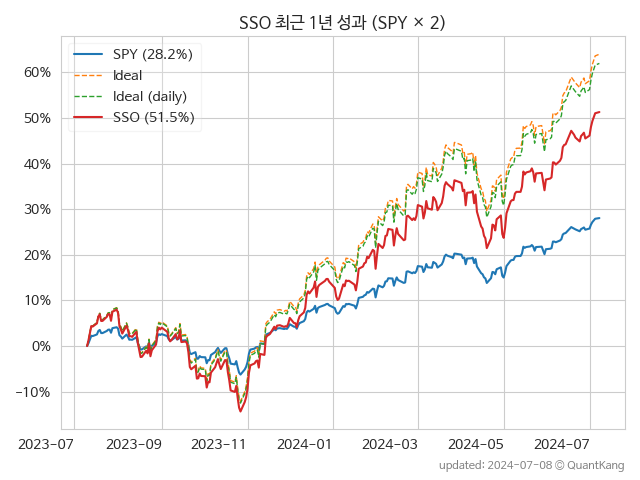 SSO 최근 1년 성과 (SPY × 2)
SPY (28.2%)
Ideal
Ideal (daily)
SSO (51.5%)
60%
50%
40%
30%
20%
10%
0%
−10%
2023-07 2023-09 2023-11 2024-01 2024-03 2024-05 2024-07
updated: 2024-07-08 © QuantKang